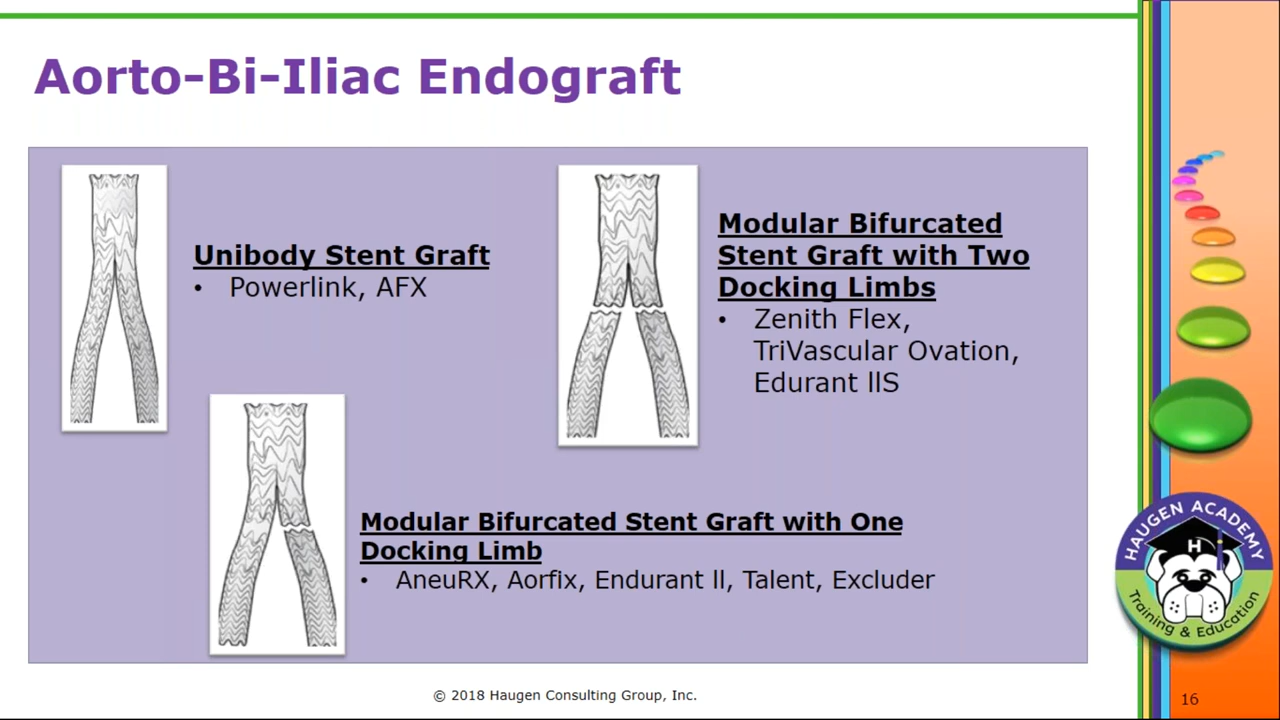 Aorto-Bi-Iliac Endograft
Unibody Stent Graft
• Powerlink, AFX
Modular Bifurcated
Stent Graft with Two
Docking Limbs
• Zenith Flex,
TriVascular Ovation,
Edurant llS
Modular Bifurcated Stent Graft with One
Docking Limb
• AneuRX, Aorfix, Endurant ll, Talent, Excluder
HAUGEN ACADEMY
H
Training & Education
© 2018 Haugen Consulting Group, Inc.
16